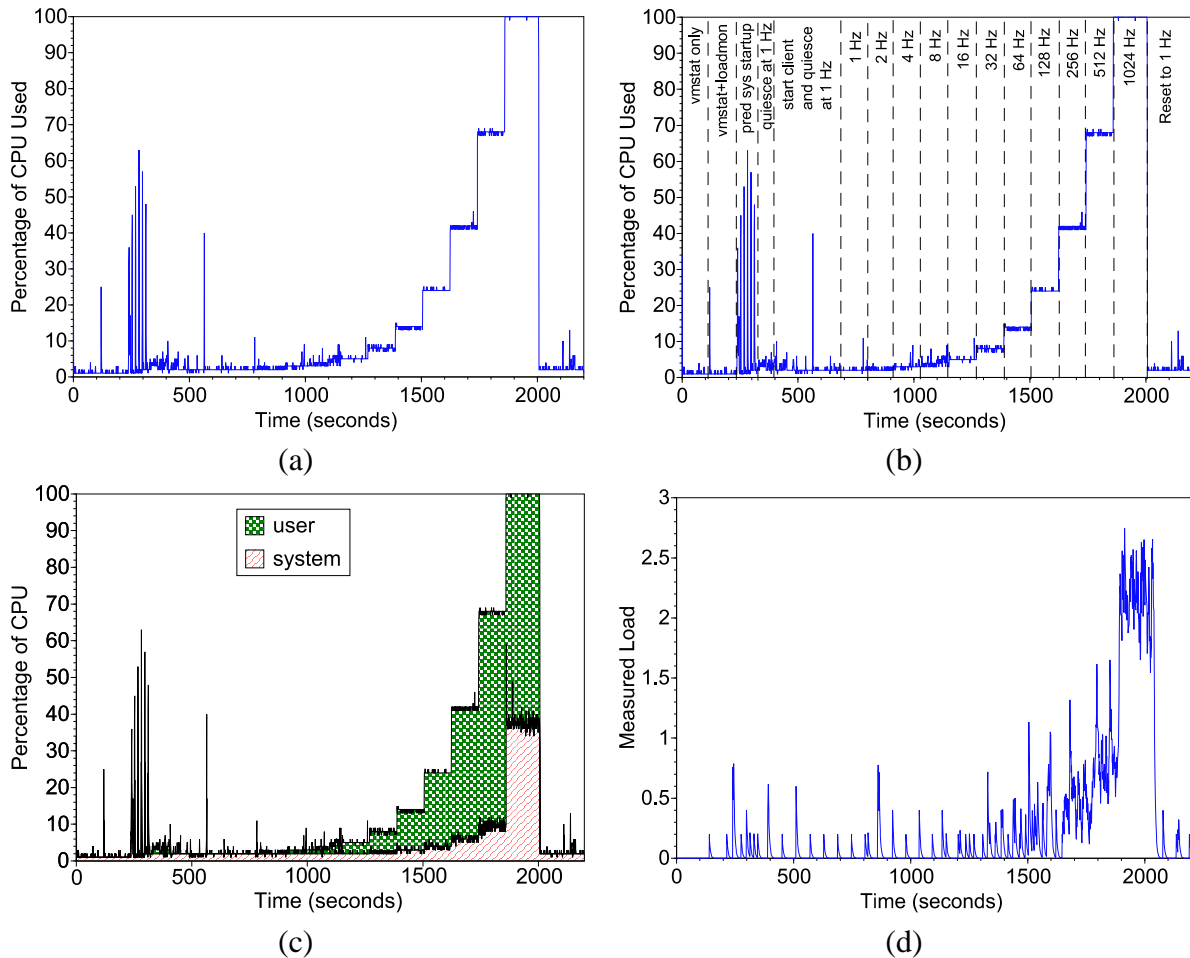 100
90
80
70
60
50
40
30
20
10
0
Percentage of CPU Used
0
500
1000
1500
2000
Time (seconds)
(a)
100
90
80
70
60
50
40
30
20
10
0
Percentage of CPU Used
vmstat only
vmstat+loadmon
pred sys startup
quiesce at 1 Hz
start client
and quiesce
at 1 Hz
1 Hz
2 Hz
4 Hz
8 Hz
16 Hz
32 Hz
64 Hz
128 Hz
256 Hz
512 Hz
1024 Hz
Reset to 1 Hz
0
500
1000
1500
2000
Time (seconds)
(b)
100
90
80
70
60
50
40
30
20
10
0
Percentage of CPU
user
system
0
500
1000
1500
2000
Time (seconds)
(c)
3
2.5
2
1.5
1
0.5
0
Measured Load
0
500
1000
1500
2000
Time (seconds)
(d)